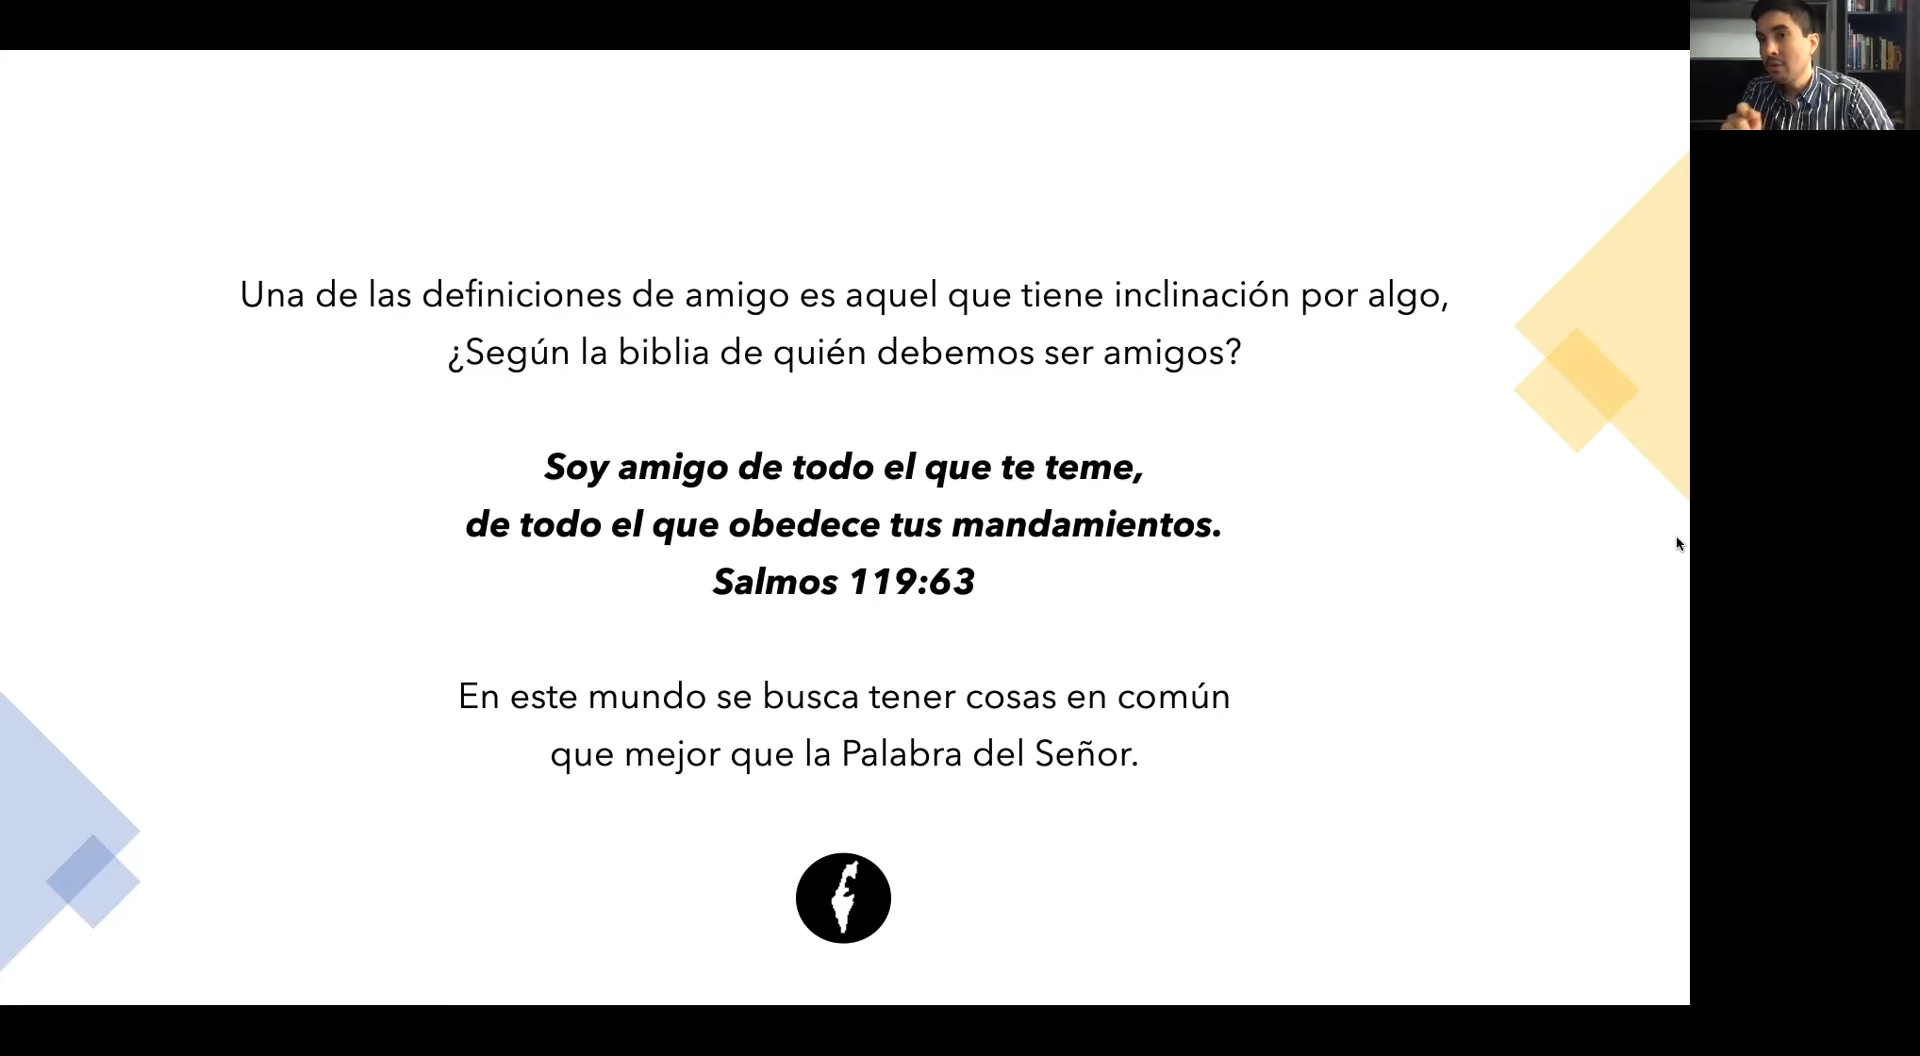 Una de las definiciones de amigo es aquel que tiene inclinación por algo,
¿Según la biblia de quién debemos ser amigos?
Soy amigo de todo el que te teme,
de todo el que obedece tus mandamientos.
Salmos 119:63
En este mundo se busca tener cosas en común
que mejor que la Palabra del Señor.